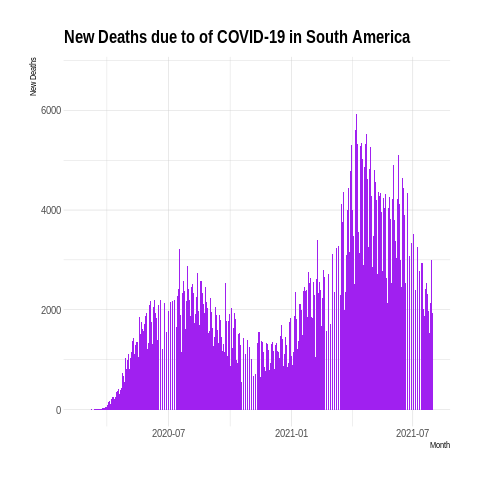 New Deaths due to of COVID-19 in South America
New Deaths
6000
4000
2000
0
2020-07
2021-01
2021-07
Month